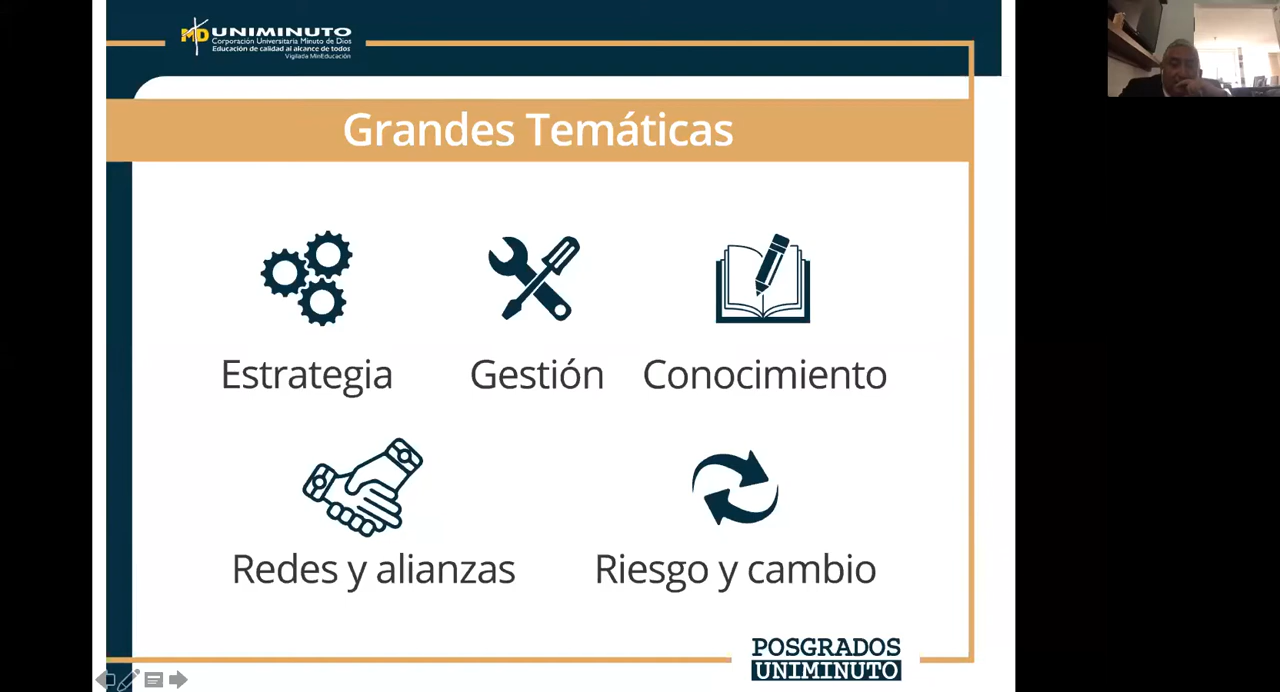 MD UNIMINUTO
Corporación Universitaria Minuto de Dios
Educación de calidad al alcance de todos
Vigilada MinEducación
Grandes Temáticas
Estrategia
Gestión
Conocimiento
Redes y alianzas
Riesgo y cambio
POSGRADOS
UNIMINUTO